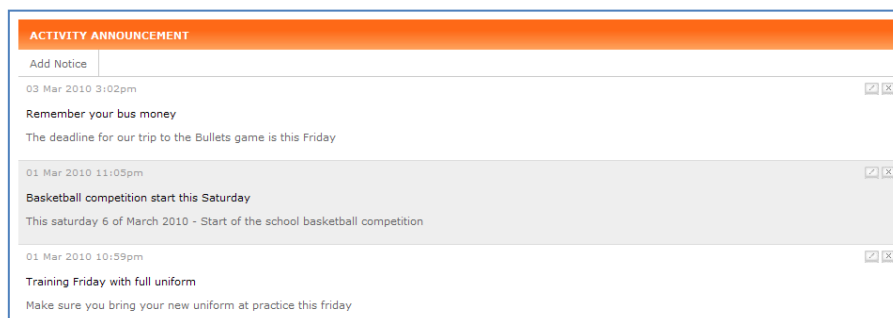 ACTIVITY ANNOUNCEMENT
Add Notice
03 Mar 2010 3:02pm
Remember your bus money
The deadline for our trip to the Bullets game is this Friday
01 Mar 2010 11:05pm
Basketball competition start this Saturday
This saturday 6 of March 2010 - Start of the school basketball competition
01 Mar 2010 10:59pm
Training Friday with full uniform
Make sure you bring your new uniform at practice this friday